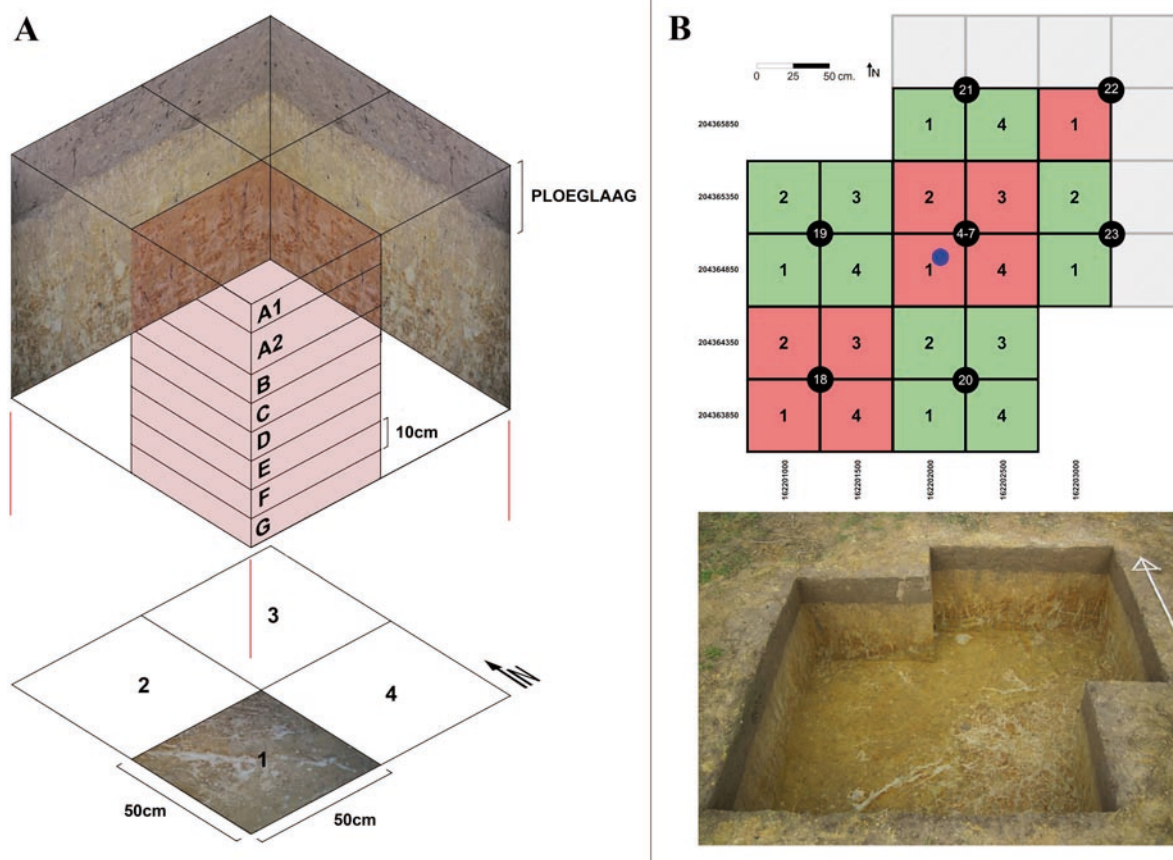 A
PLOEGLAAG
A1
A2
B
C
D
E
F
G
10cm
3
2
4
1
N
50cm
50cm
B
0 25 50 cm.
N
21
22
204365850
1 4 1
204365350
2 3 2 3 2
19
4-7
23
204364850
1 4 1 4 1
204364350
2 3 2 3
18
20
204363850
1 4 1 4
162201000
162201500
162202000
162202500
162203000